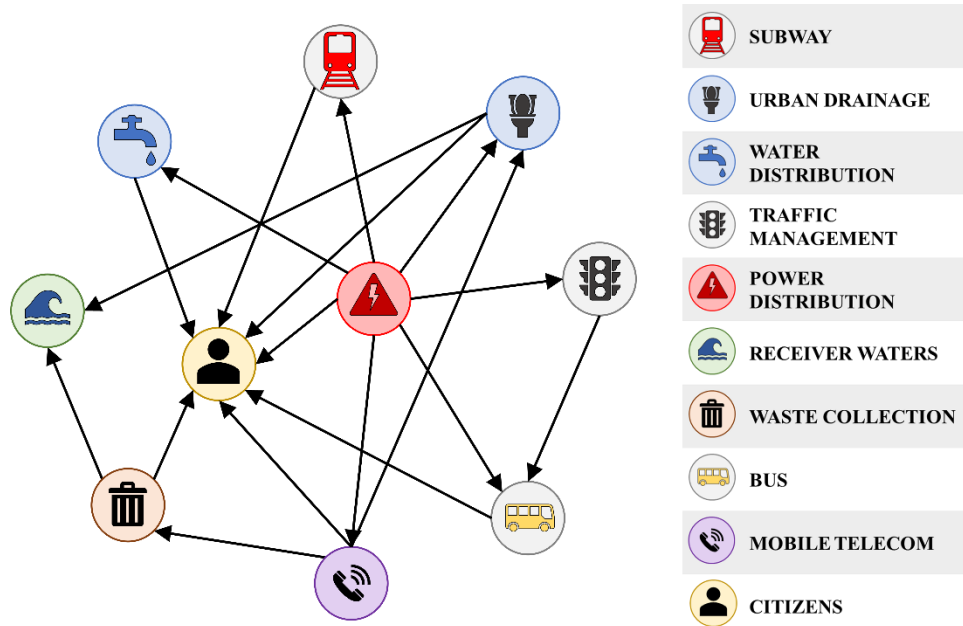 SUBWAY
URBAN DRAINAGE
WATER
DISTRIBUTION
TRAFFIC
MANAGEMENT
POWER
DISTRIBUTION
RECEIVER WATERS
WASTE COLLECTION
BUS
MOBILE TELECOM
CITIZENS